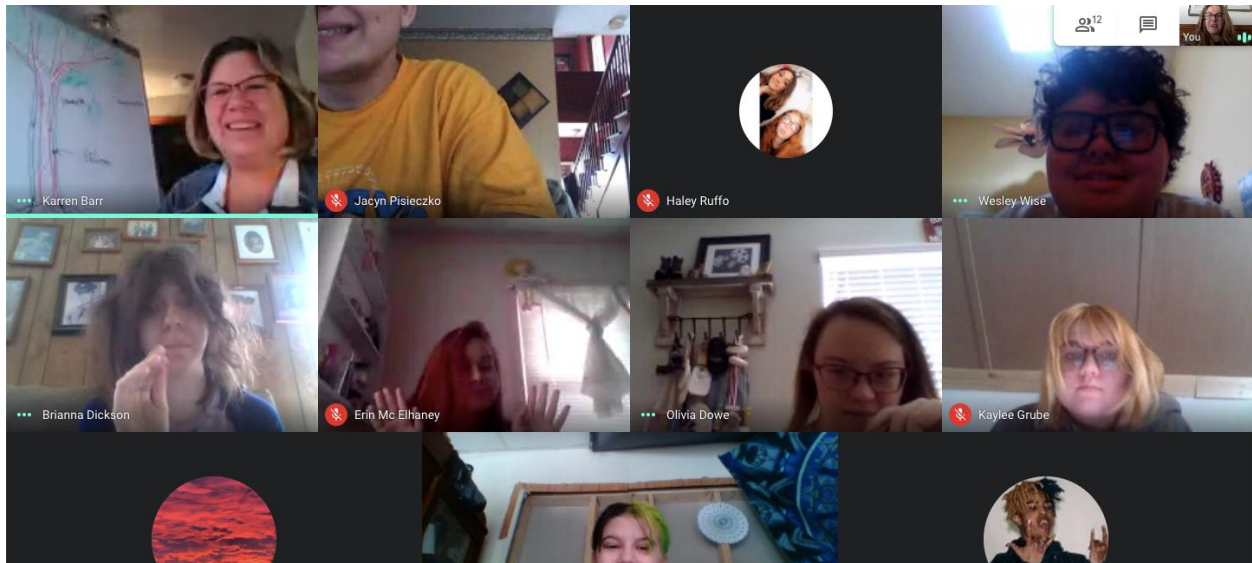 12
You
Karren Barr
Jacyn Pisieczko
Haley Ruffo
Wesley Wise
Brianna Dickson
Erin Mc Elhaney
Olivia Dowe
Kaylee Grube